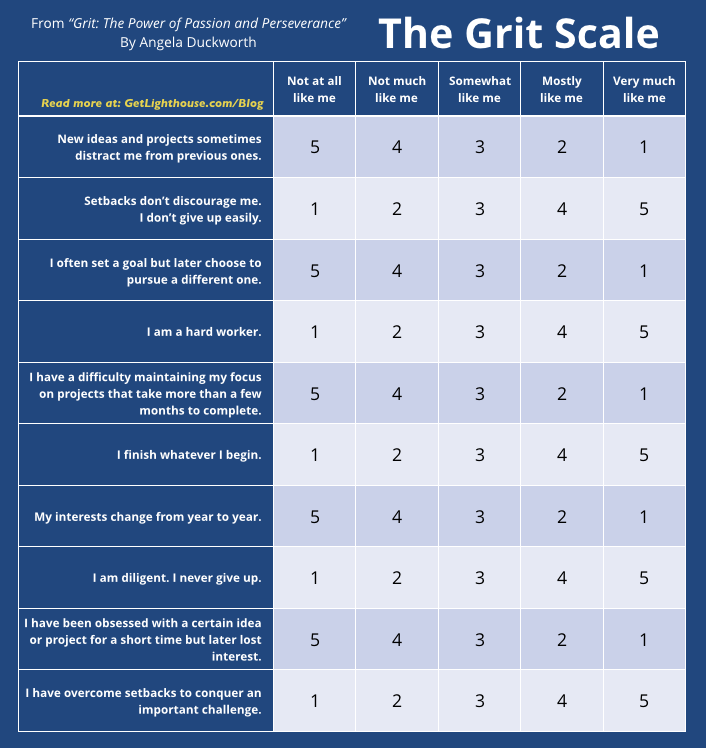 From “Grit: The Power of Passion and Perseverance”
By Angela Duckworth
The Grit Scale
Read more at: GetLighthouse.com/Blog
Not at all
like me
Not much
like me
Somewhat
like me
Mostly
like me
Very much
like me
New ideas and projects sometimes
distract me from previous ones.
5 4 3 2 1
Setbacks don’t discourage me.
I don’t give up easily.
1 2 3 4 5
I often set a goal but later choose to
pursue a different one.
5 4 3 2 1
I am a hard worker.
1 2 3 4 5
I have a difficulty maintaining my focus
on projects that take more than a few
months to complete.
5 4 3 2 1
I finish whatever I begin.
1 2 3 4 5
My interests change from year to year.
5 4 3 2 1
I am diligent. I never give up.
1 2 3 4 5
I have been obsessed with a certain idea
or project for a short time but later lost
interest.
5 4 3 2 1
I have overcome setbacks to conquer an
important challenge.
1 2 3 4 5